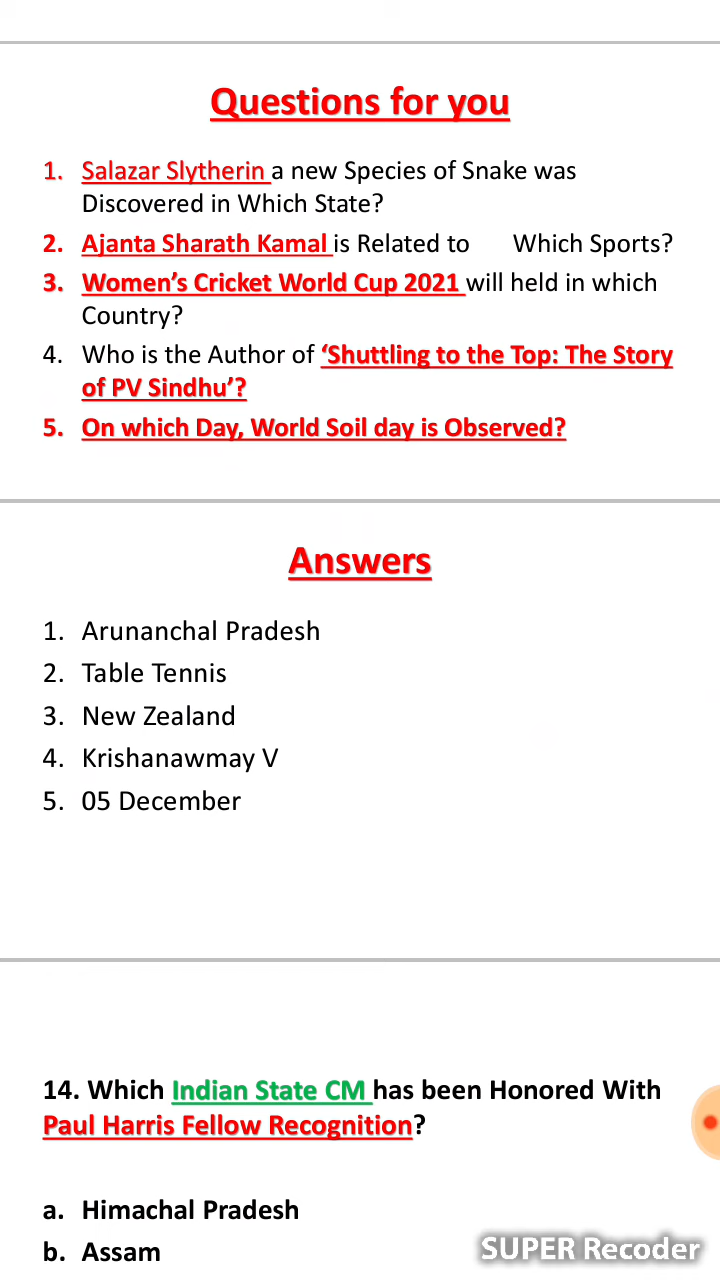 Questions for you
1. Salazar Slytherin a new Species of Snake was
Discovered in Which State?
2. Ajanta Sharath Kamal is Related to Which Sports?
3. Women’s Cricket World Cup 2021 will held in which
Country?
4. Who is the Author of ‘Shuttling to the Top: The Story
of PV Sindhu’?
5. On which Day, World Soil day is Observed?
Answers
1. Arunanchal Pradesh
2. Table Tennis
3. New Zealand
4. Krishanawmay V
5. 05 December
14. Which Indian State CM has been Honored With
Paul Harris Fellow Recognition?
a. Himachal Pradesh
b. Assam
SUPER Recoder